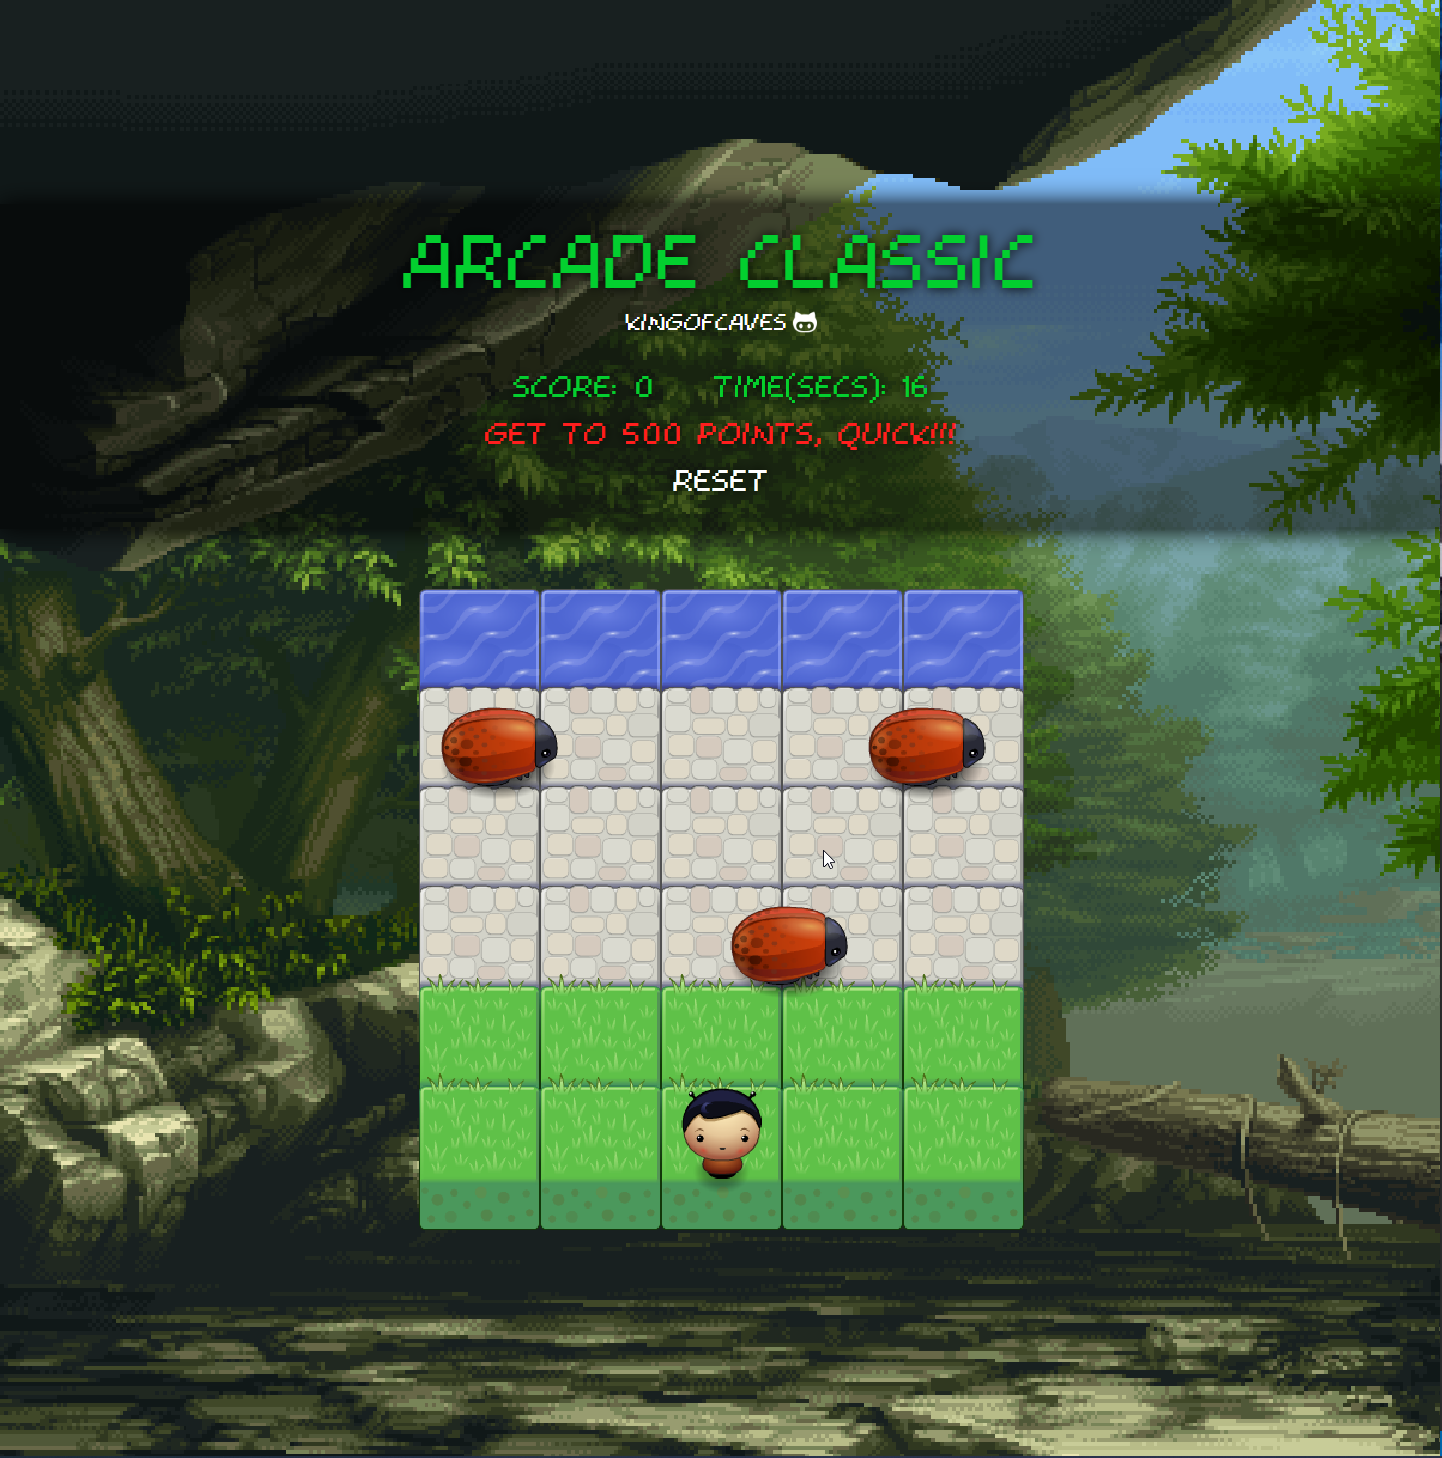 ARCADE CLASSIC
KINGOFCAVES
SCORE: 0 TIME(SECS): 16
GET TO 500 POINTS, QUICK!!!
RESET